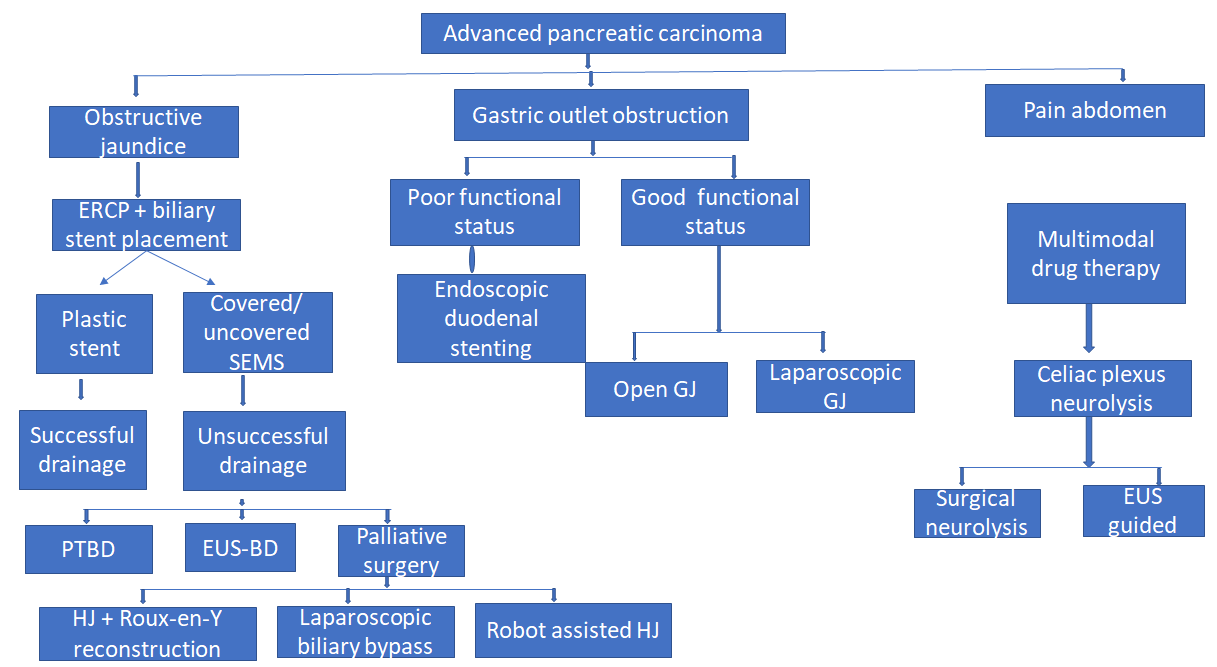 Advanced pancreatic carcinoma
Obstructive
jaundice
Gastric outlet obstruction
Pain abdomen
ERCP + biliary
stent placement
Poor functional
status
Good functional
status
Multimodal
drug therapy
Plastic
stent
Covered/
uncovered
SEMS
Endoscopic
duodenal
stenting
Open GJ
Laparoscopic
GJ
Celiac plexus
neurolysis
Successful
drainage
Unsuccessful
drainage
Surgical
neurolysis
EUS
guided
PTBD
EUS-BD
Palliative
surgery
HJ + Roux-en-Y
reconstruction
Laparoscopic
biliary bypass
Robot assisted HJ